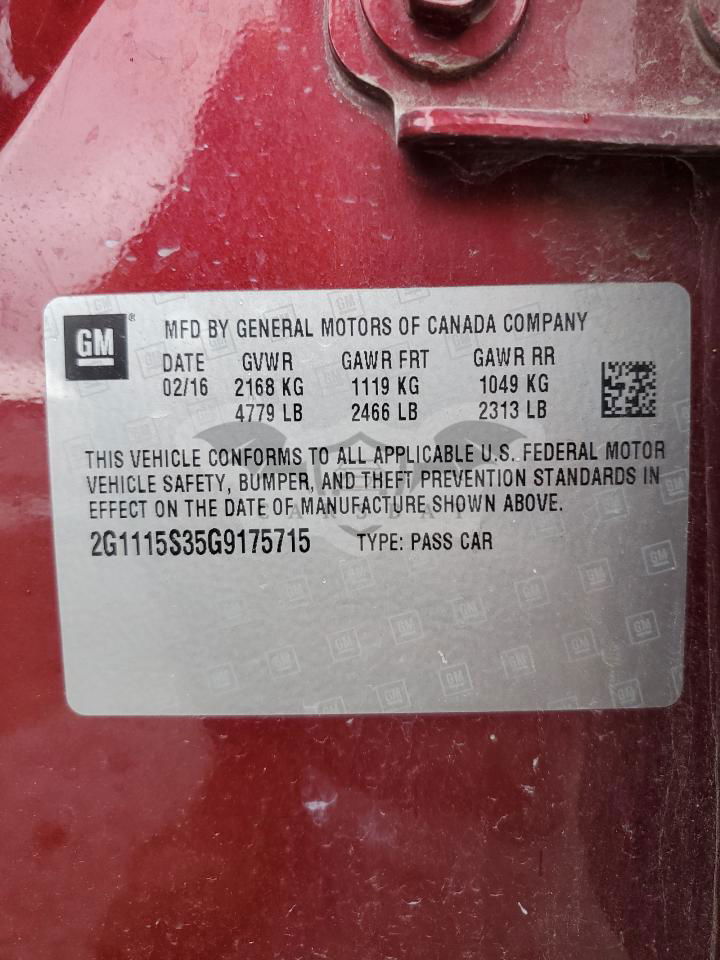 GM
MFD BY GENERAL MOTORS OF CANADA COMPANY
DATE GVWR GAWR FRT GAWR RR
02/16 2168 KG 1119 KG 1049 KG
4779 LB 2466 LB 2313 LB
THIS VEHICLE CONFORMS TO ALL APPLICABLE U.S. FEDERAL MOTOR
VEHICLE SAFETY, BUMPER, AND THEFT PREVENTION STANDARDS IN
EFFECT ON THE DATE OF MANUFACTURE SHOWN ABOVE.
2G1115S35G9175715 TYPE: PASS CAR